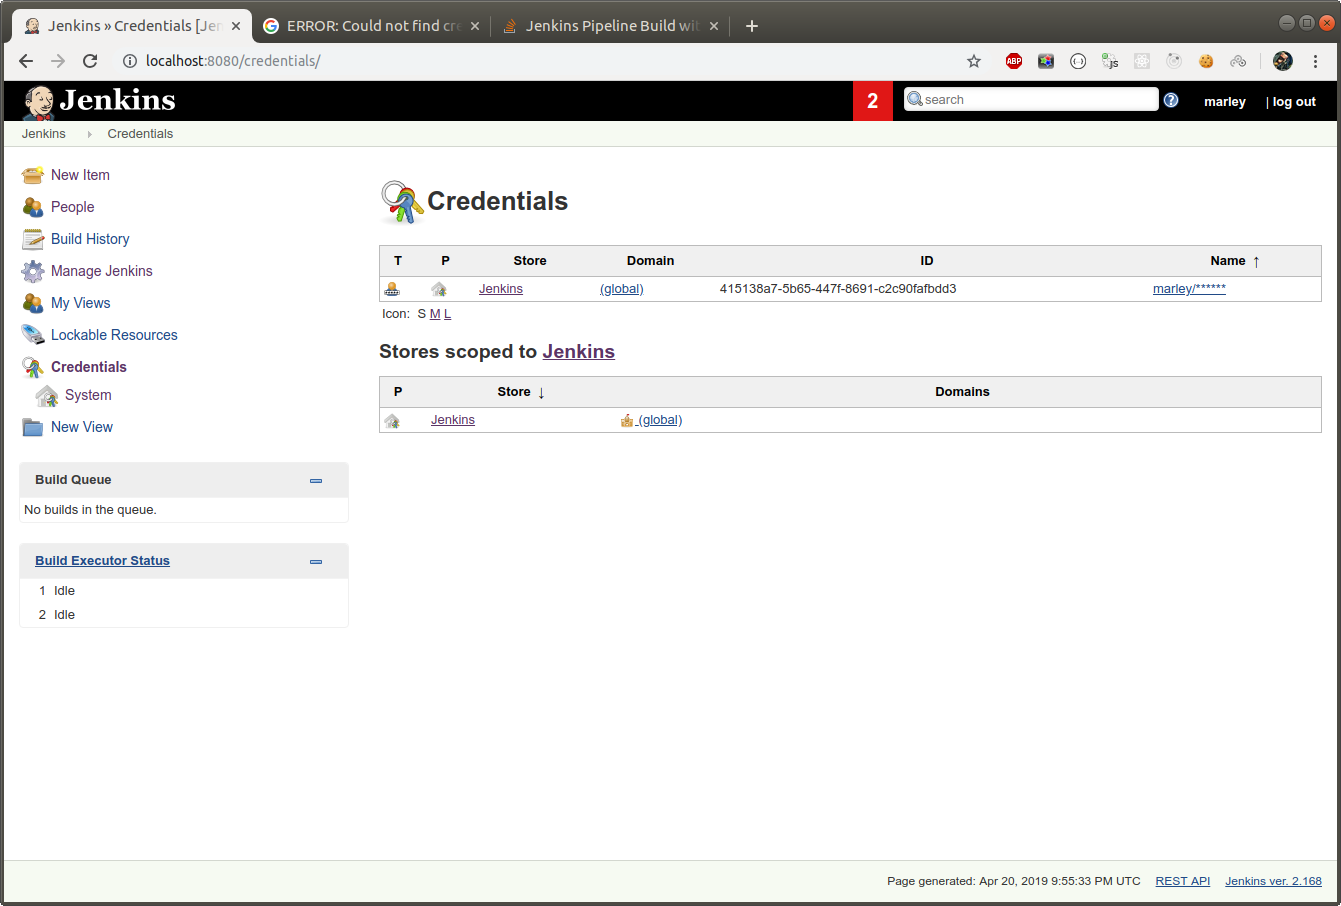 Jenkins » Credentials [Jen
ERROR: Could not find cre
Jenkins Pipeline Build wit
localhost:8080/credentials/
ABP
JS
Jenkins
2
search
marley
| log out
Jenkins
Credentials
New Item
People
Build History
Manage Jenkins
My Views
Lockable Resources
Credentials
System
New View
Build Queue
No builds in the queue.
Build Executor Status
1 Idle
2 Idle
Credentials
T P Store Domain ID Name ↑
Jenkins (global) 415138a7-5b65-447f-8691-c2c90fafbdd3 marley/******
Icon: S M L
Stores scoped to Jenkins
P Store ↓ Domains
Jenkins (global)
Page generated: Apr 20, 2019 9:55:33 PM UTC REST API Jenkins ver. 2.168